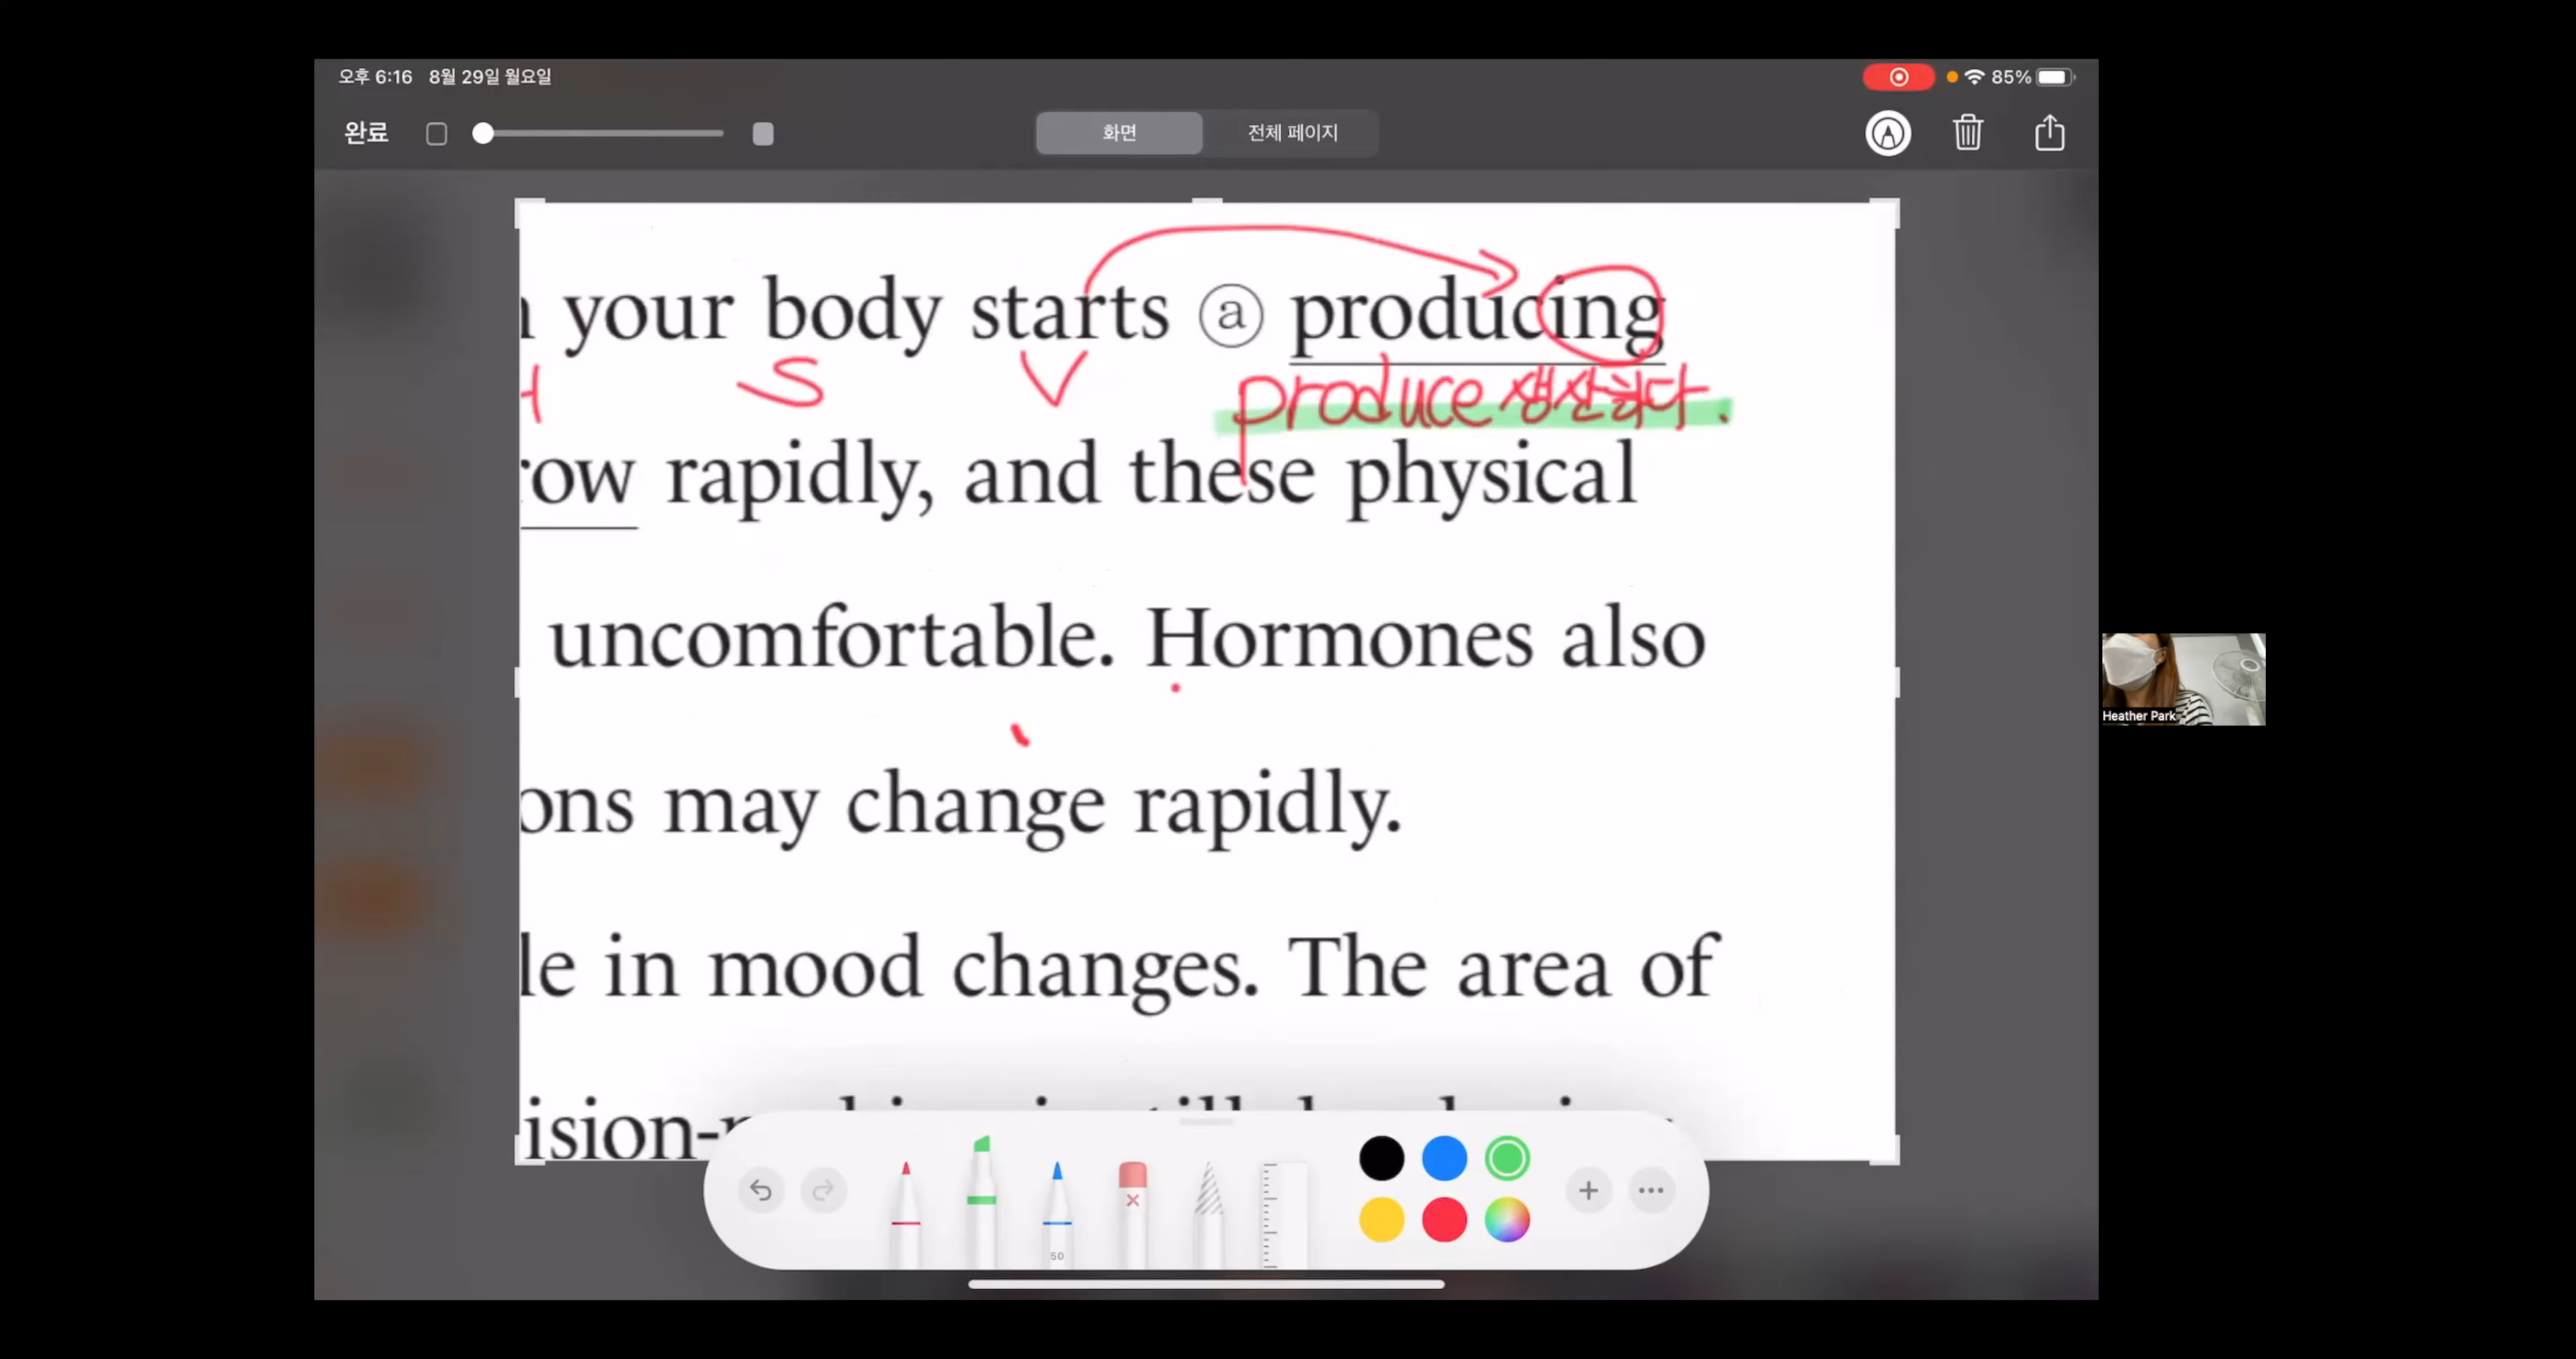 오후 6:16 8월 29일 월요일 85%
완료 화면 전체 페이지
your body starts ⓐ producing
S V produce 생산하다.
row rapidly, and these physical
uncomfortable. Hormones also
ons may change rapidly.
le in mood changes. The area of
ision-
50
Heather Park